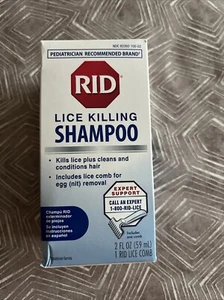 PEDIATRICIAN RECOMMENDED BRAND†
RID®
LICE KILLING
SHAMPOO
• Kills lice plus cleans and
conditions hair
• Includes lice comb for
egg (nit) removal
EXPERT
SUPPORT
CALL AN EXPERT
1-800-RID-LICE
Includes
Champú RID
exterminador
de piojos
Se incluyen
instrucciones
en español
2 FL OZ (59 mL)
1 RID LICE COMB